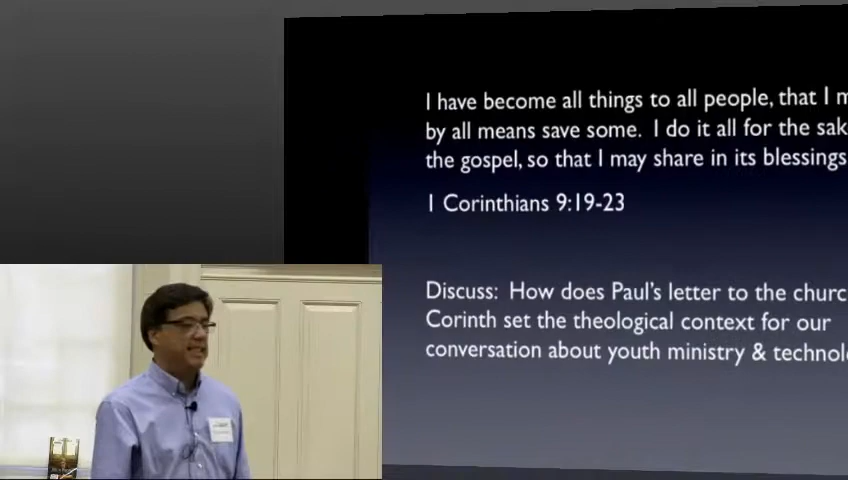 I have become all things to all people, that I m
by all means save some. I do it all for the sak
the gospel, so that I may share in its blessings
1 Corinthians 9:19-23
Discuss: How does Paul's letter to the churc
Corinth set the theological context for our
conversation about youth ministry & technol